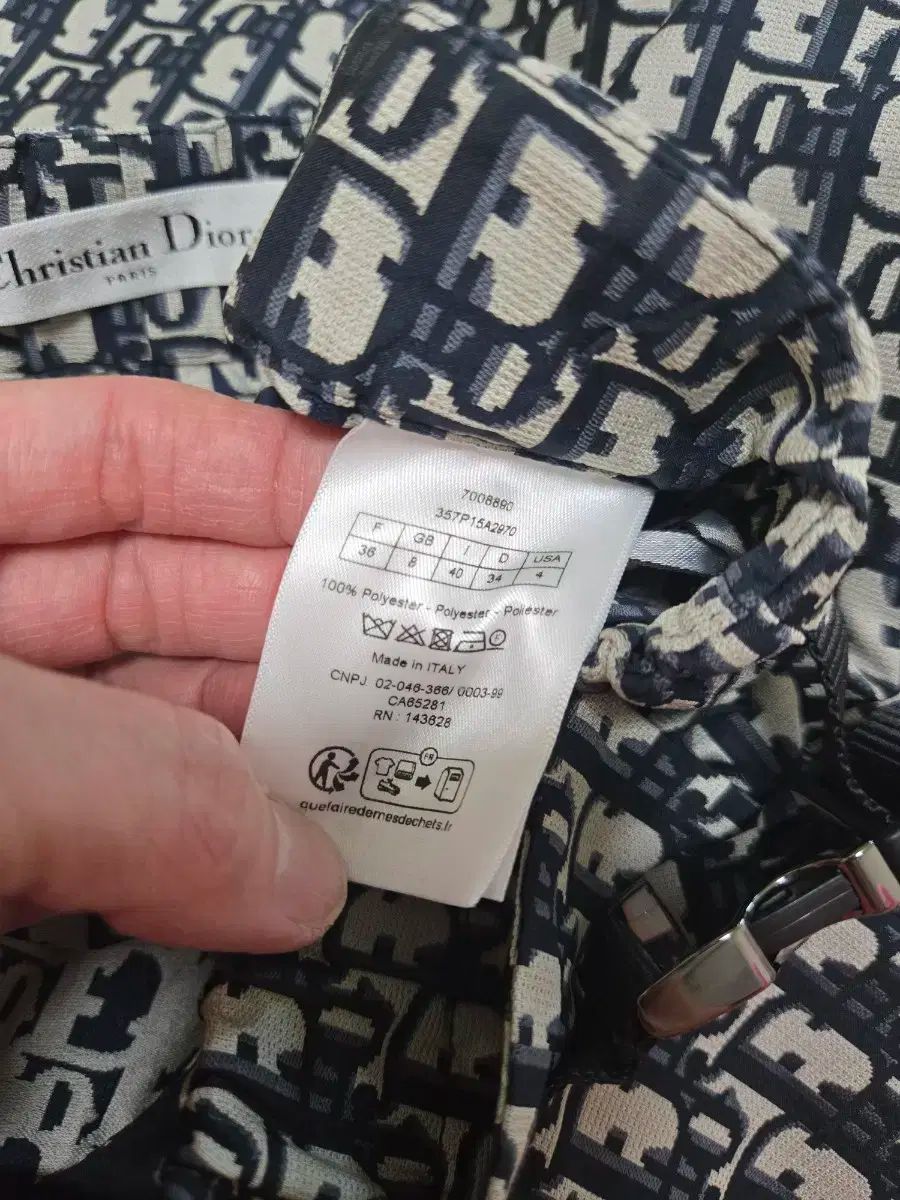 Christian Dior
PARIS
7008890
357P15A2970
F GB I D USA
36 8 40 34 4
100% Polyester - Polyester - Poliester
Made in ITALY
CNPJ 02-046-366/ 0003-99
CA65281
RN : 143628
FR
quefairedemesdechets.fr